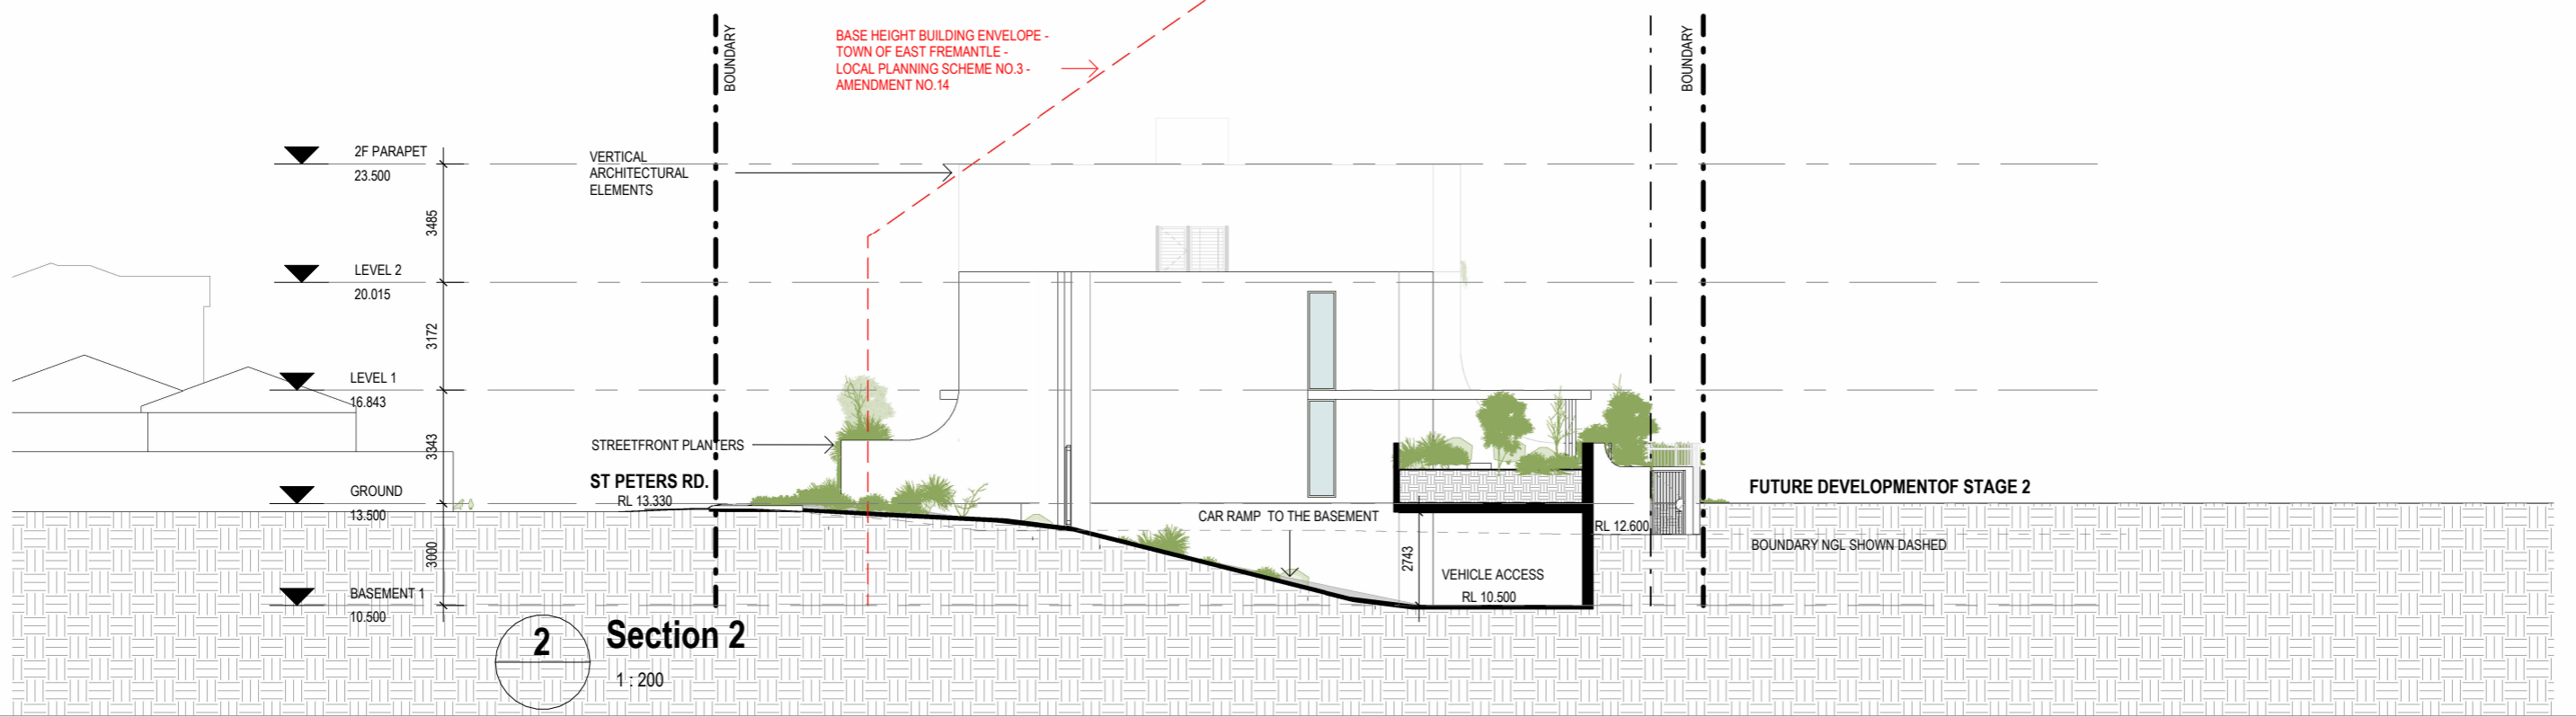 BOUNDARY
BASE HEIGHT BUILDING ENVELOPE -
TOWN OF EAST FREMANTLE -
LOCAL PLANNING SCHEME NO.3 -
AMENDMENT NO.14
BOUNDARY
2F PARAPET
23.500
VERTICAL
ARCHITECTURAL
ELEMENTS
3485
LEVEL 2
20.015
3172
LEVEL 1
16.843
3343
STREETFRONT PLANTERS
ST PETERS RD.
RL 13.330
GROUND
13.500
3000
BASEMENT 1
10.500
CAR RAMP TO THE BASEMENT
2743
VEHICLE ACCESS
RL 10.500
RL 12.600
FUTURE DEVELOPMENTOF STAGE 2
BOUNDARY NGL SHOWN DASHED
2
Section 2
1 : 200